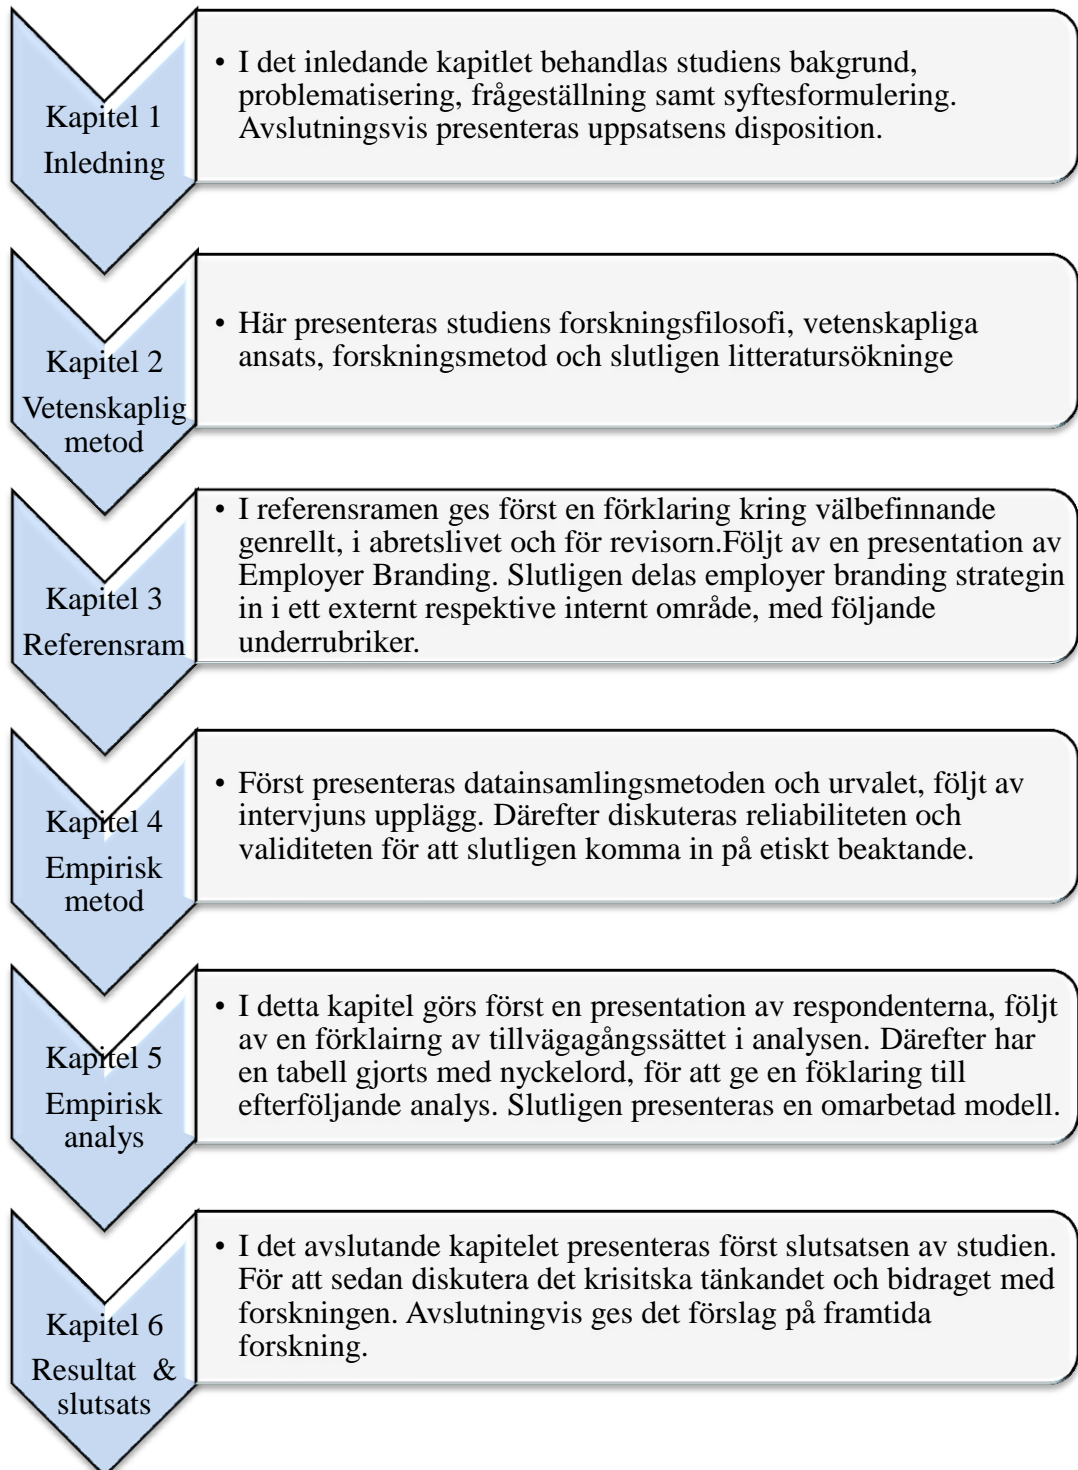 Kapitel 1
Inledning
• I det inledande kapitlet behandlas studiens bakgrund,
problematisering, frågeställning samt syftesformulering.
Avslutningsvis presenteras uppsatsens disposition.
Kapitel 2
Vetenskaplig
metod
• Här presenteras studiens forskningsfilosofi, vetenskapliga
ansats, forskningsmetod och slutligen litteratursökninge
Kapitel 3
Referensram
• I referensramen ges först en förklaring kring välbefinnande
genrellt, i abretslivet och för revisorn.Följt av en presentation av
Employer Branding. Slutligen delas employer branding strategin
in i ett externt respektive internt område, med följande
underrubriker.
Kapitel 4
Empirisk
metod
• Först presenteras datainsamlingsmetoden och urvalet, följt av
intervjuns upplägg. Därefter diskuteras reliabiliteten och
validiteten för att slutligen komma in på etiskt beaktande.
Kapitel 5
Empirisk
analys
• I detta kapitel görs först en presentation av respondenterna, följt
av en förklairng av tillvägagångssättet i analysen. Därefter har
en tabell gjorts med nyckelord, för att ge en föklaring till
efterföljande analys. Slutligen presenteras en omarbetad modell.
Kapitel 6
Resultat &
slutsats
• I det avslutande kapitelet presenteras först slutsatsen av studien.
För att sedan diskutera det krisitska tänkandet och bidraget med
forskningen. Avslutningvis ges det förslag på framtida
forskning.